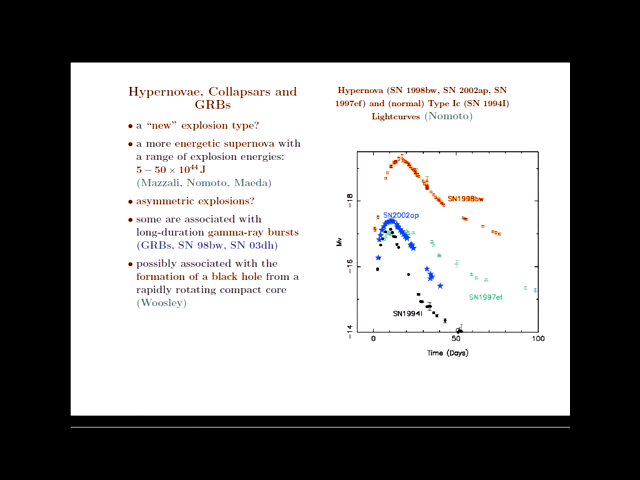 Hypernovae, Collapsars and
GRBs
• a “new” explosion type?
• a more energetic supernova with
a range of explosion energies:
5 – 50 × 10⁴⁴ J
(Mazzali, Nomoto, Maeda)
• asymmetric explosions?
• some are associated with
long-duration gamma-ray bursts
(GRBs, SN 98bw, SN 03dh)
• possibly associated with the
formation of a black hole from a
rapidly rotating compact core
(Woosley)
Hypernova (SN 1998bw, SN 2002ap, SN
1997ef) and (normal) Type Ic (SN 1994I)
Lightcurves (Nomoto)
SN1998bw
SN2002ap
SN1997ef
SN1994I
Mv
−18
−16
−14
0
50
100
Time (Days)